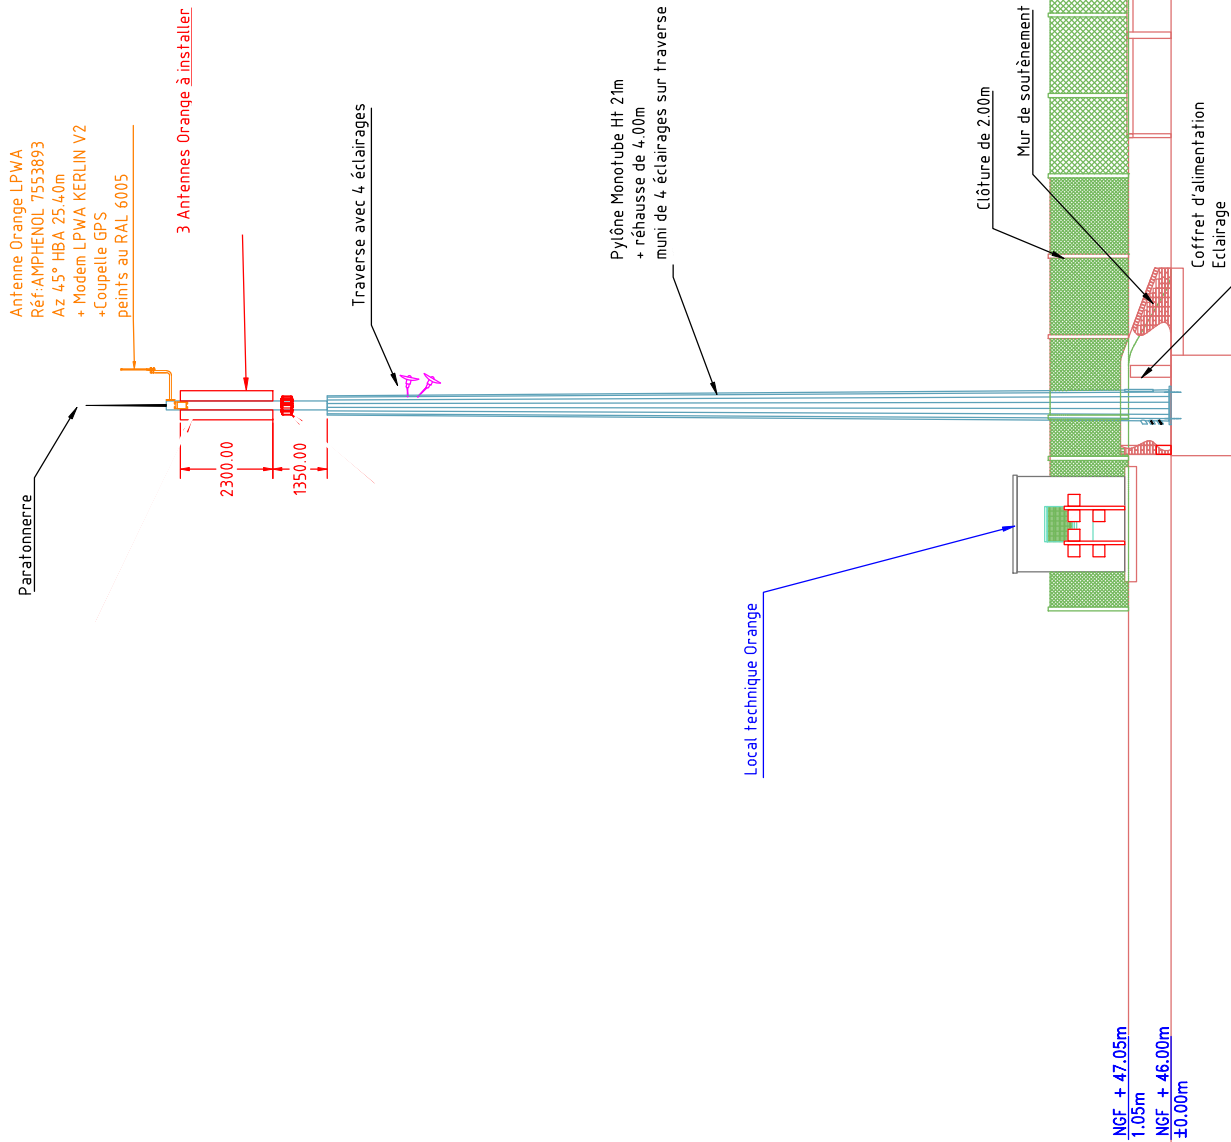 Antenne Orange LPWA
Réf:AMPHENOL 7553893
Az 45° HBA 25.40m
+ Modem LPWA KERLIN V2
+Coupelle GPS
peints au RAL 6005
3 Antennes Orange à installer
Paratonnerre
2300.00
1350.00
Traverse avec 4 éclairages
Pylône Monotube Ht 21m
+ réhausse de 4.00m
muni de 4 éclairages sur traverse
Local technique Orange
Clôture de 2.00m
Mur de soutènement
Coffret d'alimentation
Eclairage
NGF + 47.05m
1.05m
NGF + 46.00m
±0.00m